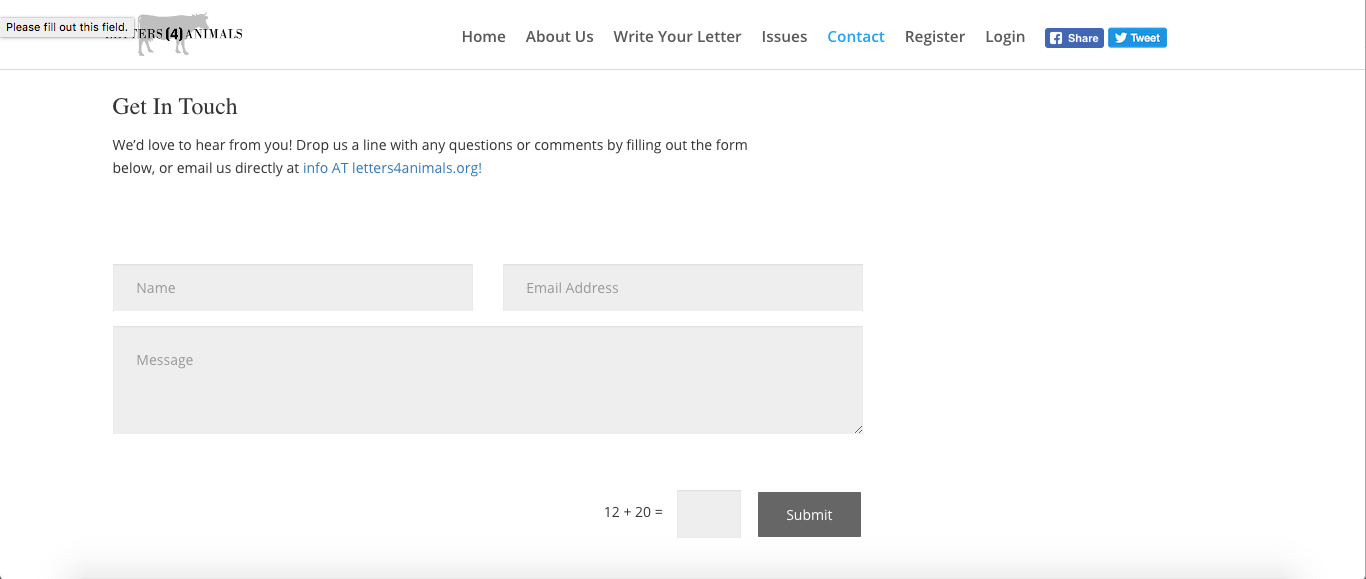 Please fill out this field.
(4) ANIMALS
Home About Us Write Your Letter Issues Contact Register Login Share Tweet
Get In Touch
We’d love to hear from you! Drop us a line with any questions or comments by filling out the form
below, or email us directly at info AT letters4animals.org!
Name Email Address
Message
12 + 20 = Submit